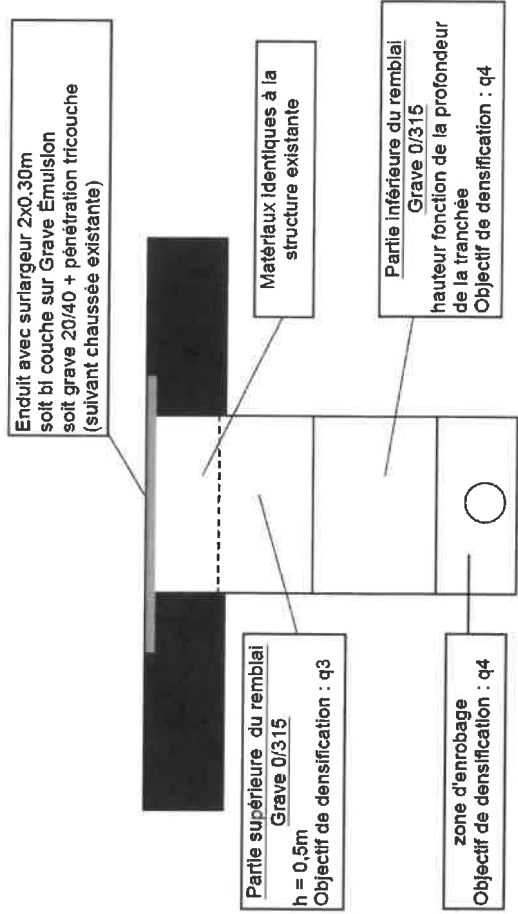 Enduit avec surlargeur 2x0,30m
soit bi couche sur Grave Émulsion
soit grave 20/40 + pénétration tricouche
(suivant chaussée existante)
Matériaux identiques à la
structure existante
Partie supérieure du remblai
Grave 0/315
h = 0,5m
Objectif de densification : q3
Partie inférieure du remblai
Grave 0/315
hauteur fonction de la profondeur
de la tranchée
Objectif de densification : q4
zone d'enrobage
Objectif de densification : q4